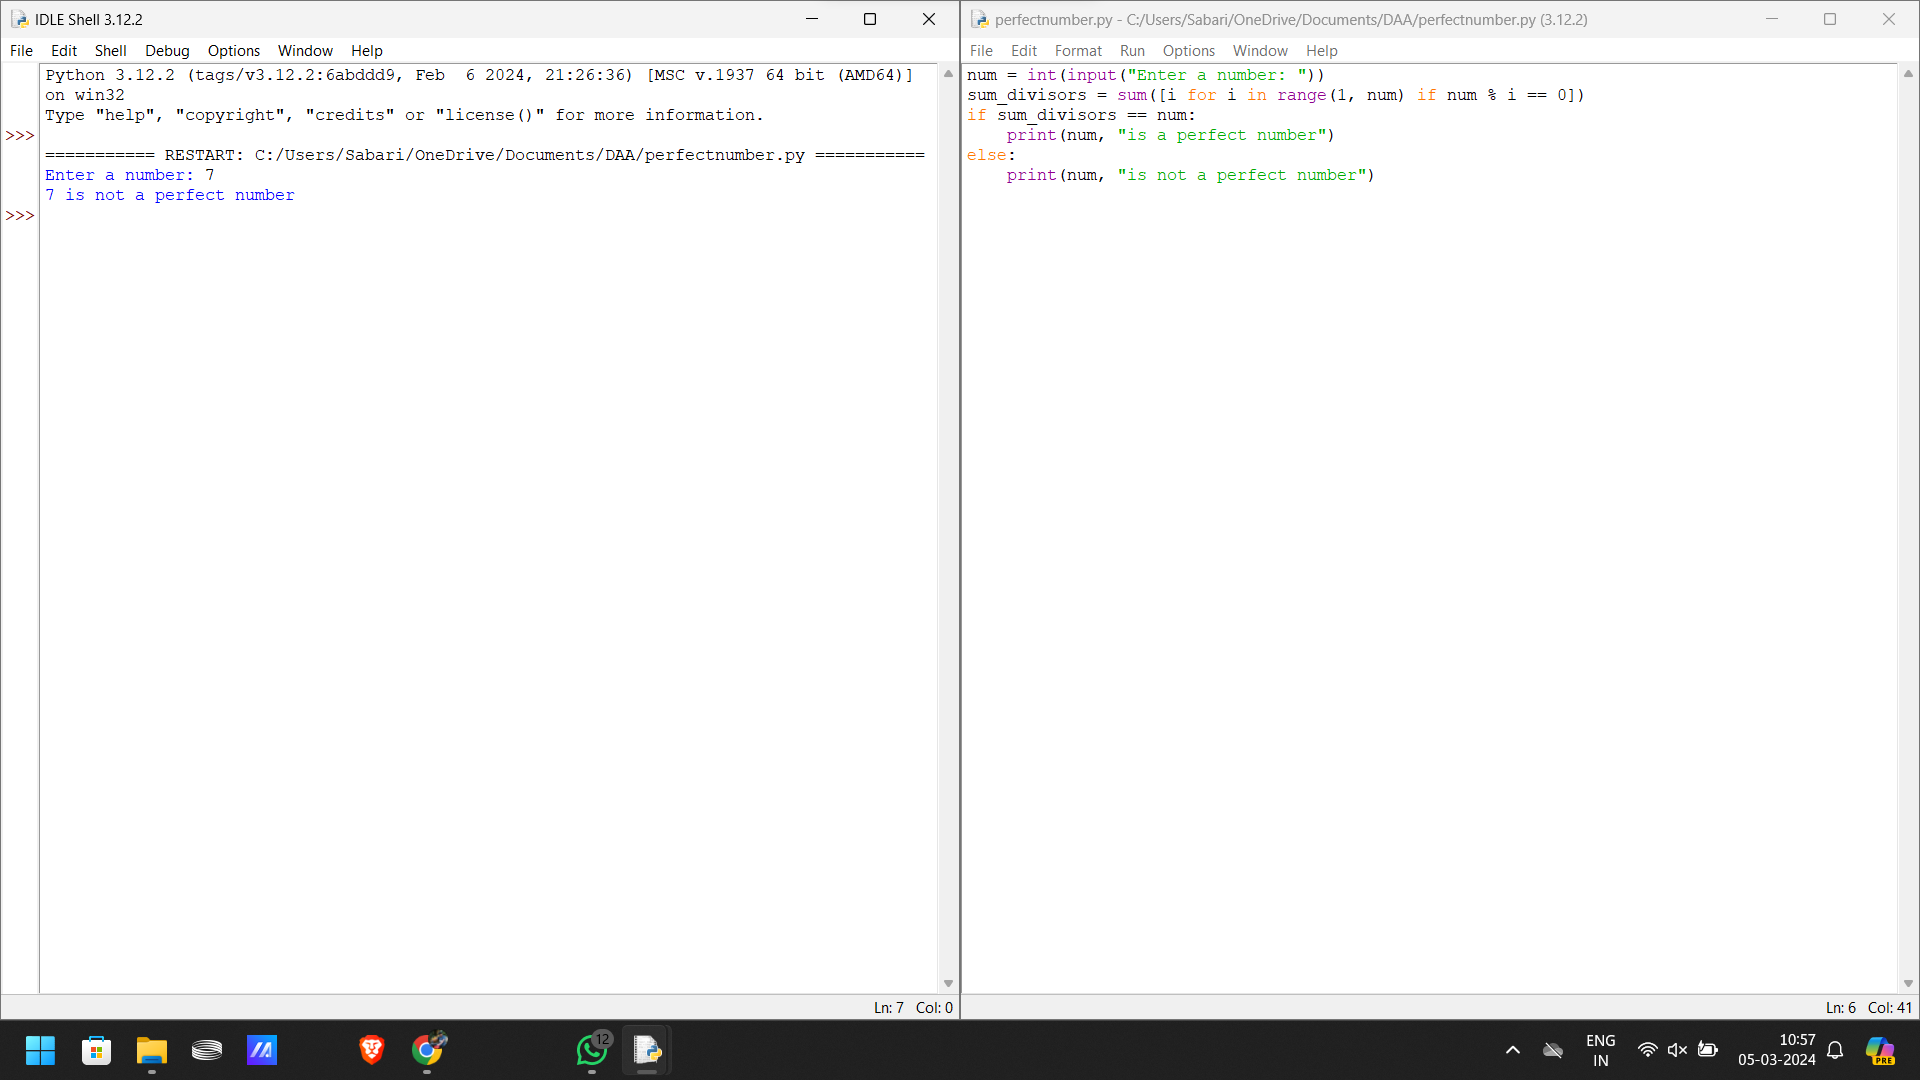 IDLE Shell 3.12.2
File Edit Shell Debug Options Window Help
Python 3.12.2 (tags/v3.12.2:6abddd9, Feb  6 2024, 21:26:36) [MSC v.1937 64 bit (AMD64)]
on win32
Type "help", "copyright", "credits" or "license()" for more information.
>>>
=========== RESTART: C:/Users/Sabari/OneDrive/Documents/DAA/perfectnumber.py ===========
Enter a number: 7
7 is not a perfect number
>>>
Ln: 7 Col: 0
perfectnumber.py - C:/Users/Sabari/OneDrive/Documents/DAA/perfectnumber.py (3.12.2)
File Edit Format Run Options Window Help
num = int(input("Enter a number: "))
sum_divisors = sum([i for i in range(1, num) if num % i == 0])
if sum_divisors == num:
    print(num, "is a perfect number")
else:
    print(num, "is not a perfect number")
Ln: 6 Col: 41
12
ENG
IN
10:57
05-03-2024
PRE